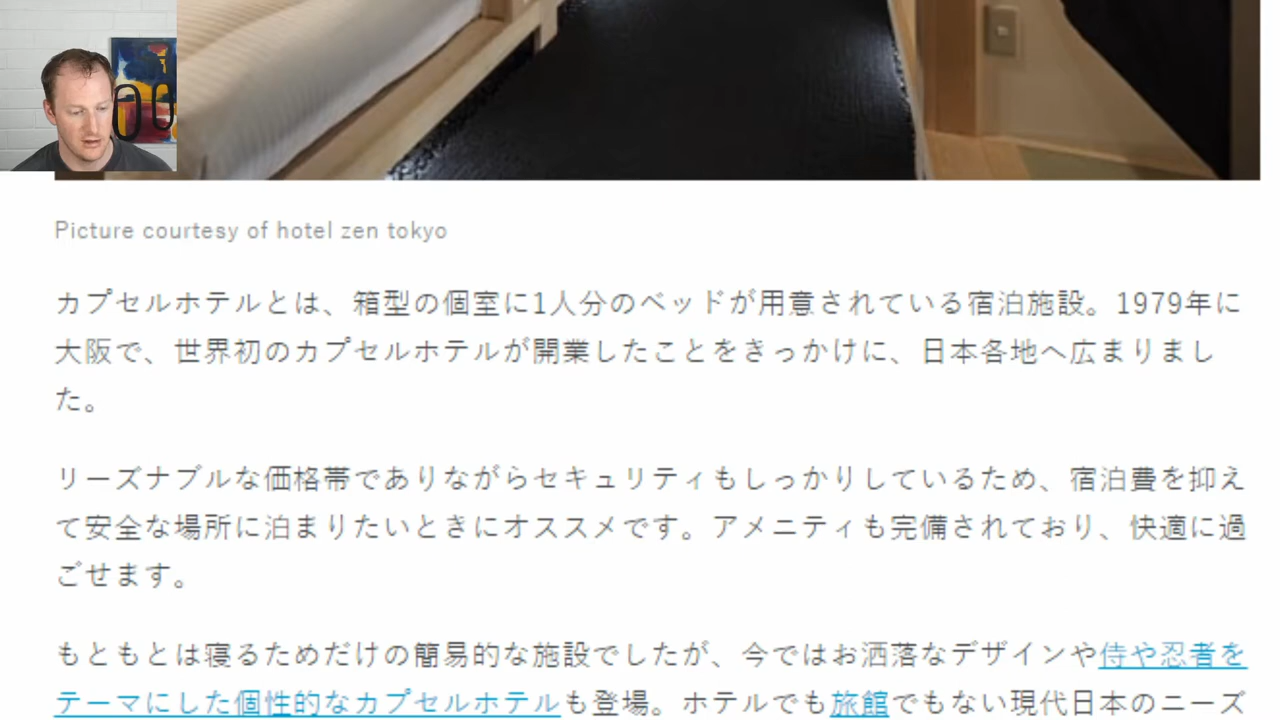 Picture courtesy of hotel zen tokyo
カプセルホテルとは、箱型の個室に1人分のベッドが用意されている宿泊施設。1979年に
大阪で、世界初のカプセルホテルが開業したことをきっかけに、日本各地へ広まりまし
た。
リーズナブルな価格帯でありながらセキュリティもしっかりしているため、宿泊費を抑え
て安全な場所に泊まりたいときにオススメです。アメニティも完備されており、快適に過
ごせます。
もともとは寝るためだけの簡易的な施設でしたが、今ではお洒落なデザインや侍や忍者を
テーマにした個性的なカプセルホテルも登場。ホテルでも旅館でもない現代日本のニーズ